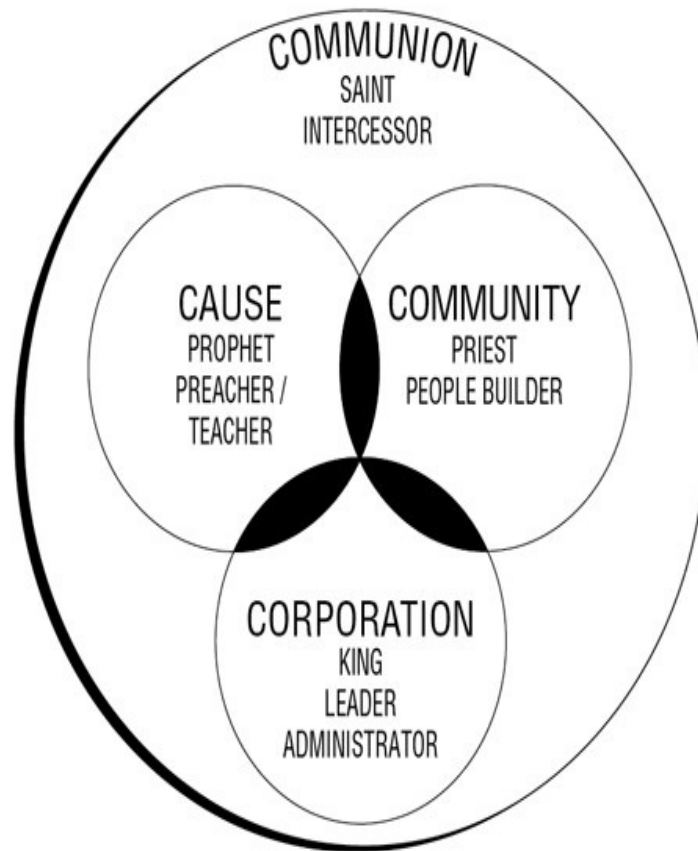 COMMUNION
SAINT
INTERCESSOR
CAUSE
PROPHET
PREACHER /
TEACHER
COMMUNITY
PRIEST
PEOPLE BUILDER
CORPORATION
KING
LEADER
ADMINISTRATOR